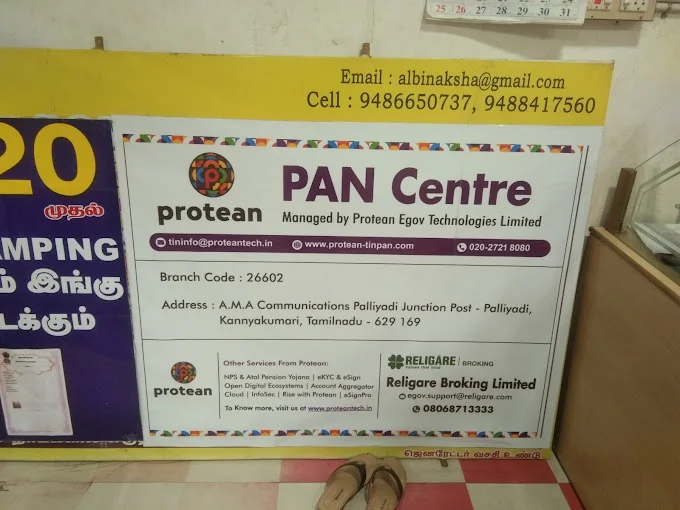 25 26 27 28 29 30 31
Email : albinaksha@gmail.com
Cell : 9486650737, 9488417560
20
முதல்
AMPING
ம் இங்கு
டக்கும்
protean
PAN Centre
Managed by Protean Egov Technologies Limited
tininfo@proteantech.in www.protean-tinpan.com 020-2721 8080
Branch Code : 26602
Address : A.M.A Communications Palliyadi Junction Post - Palliyadi,
Kannyakumari, Tamilnadu - 629 169
protean
Other Services From Protean:
NPS & Atal Pension Yojana | eKYC & eSign
Open Digital Ecosystems | Account Aggregator
Cloud | InfoSec | Rise with Protean | eSignPro
To Know more, visit us at www.proteantech.in
RELIGARE BROKING
Religare Broking Limited
egov.support@religare.com
08068713333
ஜெனரேட்டர் வசதி உண்டு